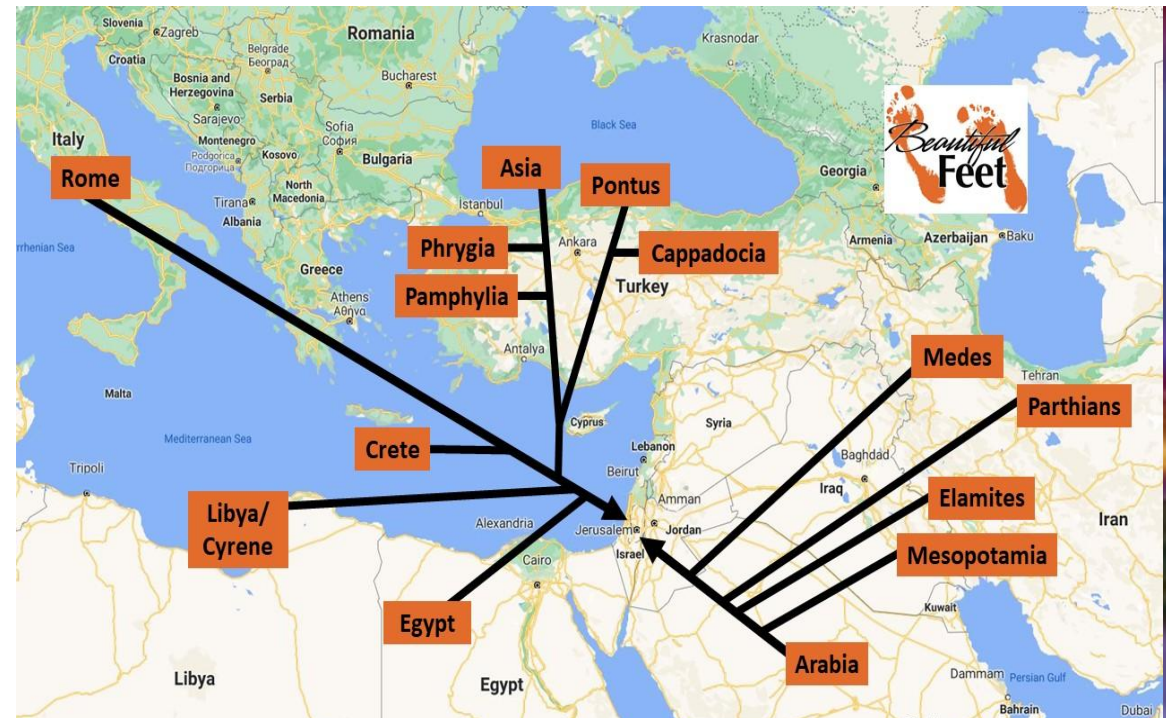 Slovenia
Zagreb
Croatia
Romania
Belgrade
Београд
Bosnia and
Herzegovina
Serbia
Bucharest
Sarajevo
Krasnodar
Black Sea
Italy
Montenegro
Podgorica
Подгорица
Kosovo
Sofia
София
Bulgaria
Beautiful
Feet
Rome
Asia
Pontus
Georgia
North
Macedonia
Tirana
Albania
İstanbul
rrhenian Sea
Phrygia
Ankara
Cappadocia
Armenia
Azerbaijan
Baku
Greece
Pamphylia
Turkey
Athens
Αθήνα
Antalya
Medes
Tehran
Malta
Parthians
Mediterranean Sea
Crete
Cyprus
Syria
Lebanon
Beirut
Baghdad
Tripoli
Iraq
Elamites
Libya/
Cyrene
Alexandria
Amman
Jerusalem
Jordan
Iran
Israel
Cairo
Mesopotamia
Kuwait
Egypt
Arabia
Libya
Egypt
Dammam
Persian Gulf
Bahrain
Dubai